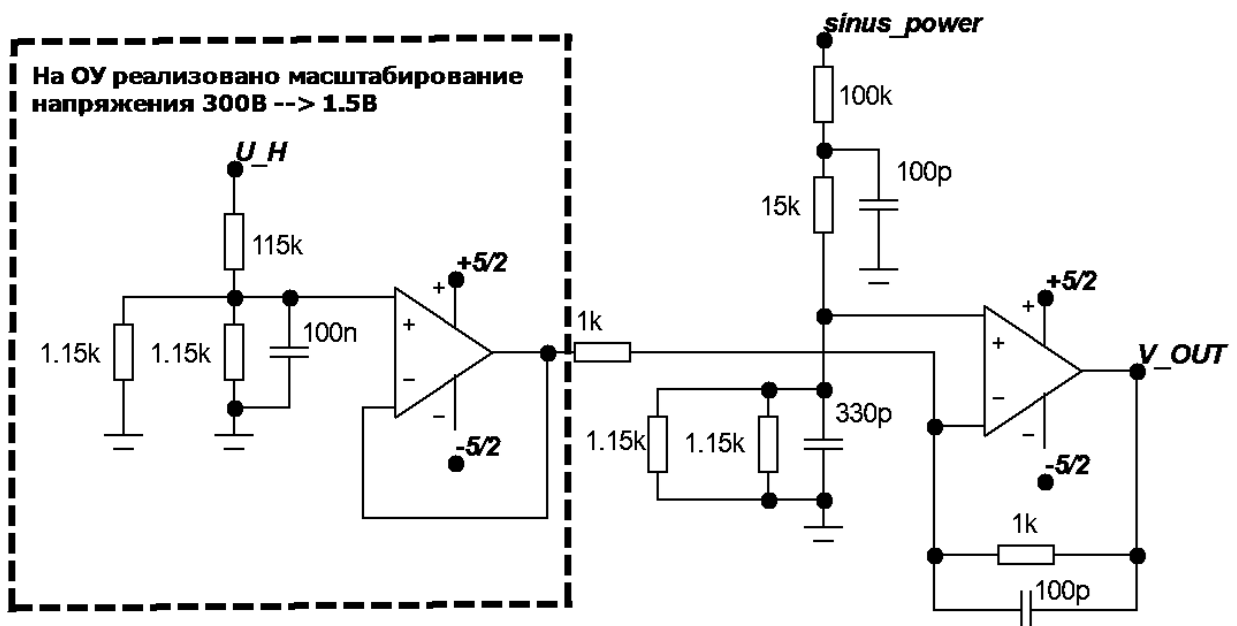 sinus_power
На ОУ реализовано масштабирование
напряжения 300В --> 1.5В
100k
U_H
100p
15k
115k
+5/2
+5/2
+
+
1k
100n
+
+
1.15k
1.15k
V_OUT
−
−
330p
−
−
1.15k
1.15k
-5/2
-5/2
1k
100p